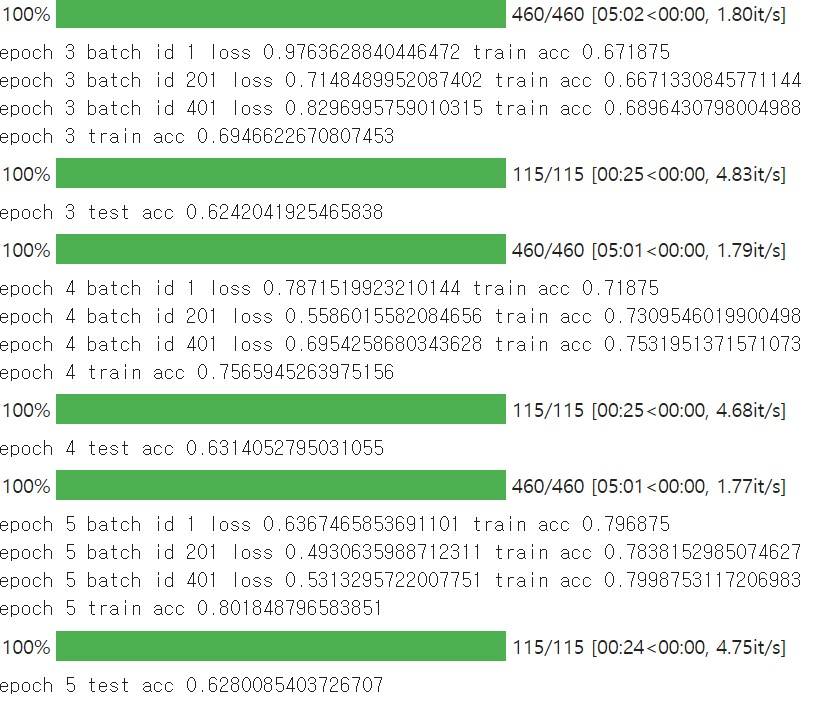 100% 460/460 [05:02<00:00, 1.80it/s]
epoch 3 batch id 1 loss 0.9763628840446472 train acc 0.671875
epoch 3 batch id 201 loss 0.7148489952087402 train acc 0.6671330845771144
epoch 3 batch id 401 loss 0.8296995759010315 train acc 0.6896430798004988
epoch 3 train acc 0.6946622670807453
100% 115/115 [00:25<00:00, 4.83it/s]
epoch 3 test acc 0.6242041925465838
100% 460/460 [05:01<00:00, 1.79it/s]
epoch 4 batch id 1 loss 0.7871519923210144 train acc 0.71875
epoch 4 batch id 201 loss 0.5586015582084656 train acc 0.7309546019900498
epoch 4 batch id 401 loss 0.6954258680343628 train acc 0.7531951371571073
epoch 4 train acc 0.7565945263975156
100% 115/115 [00:25<00:00, 4.68it/s]
epoch 4 test acc 0.6314052795031055
100% 460/460 [05:01<00:00, 1.77it/s]
epoch 5 batch id 1 loss 0.6367465853691101 train acc 0.796875
epoch 5 batch id 201 loss 0.4930635988712311 train acc 0.7838152985074627
epoch 5 batch id 401 loss 0.5313295722007751 train acc 0.7998753117206983
epoch 5 train acc 0.801848796583851
100% 115/115 [00:24<00:00, 4.75it/s]
epoch 5 test acc 0.6280085403726707